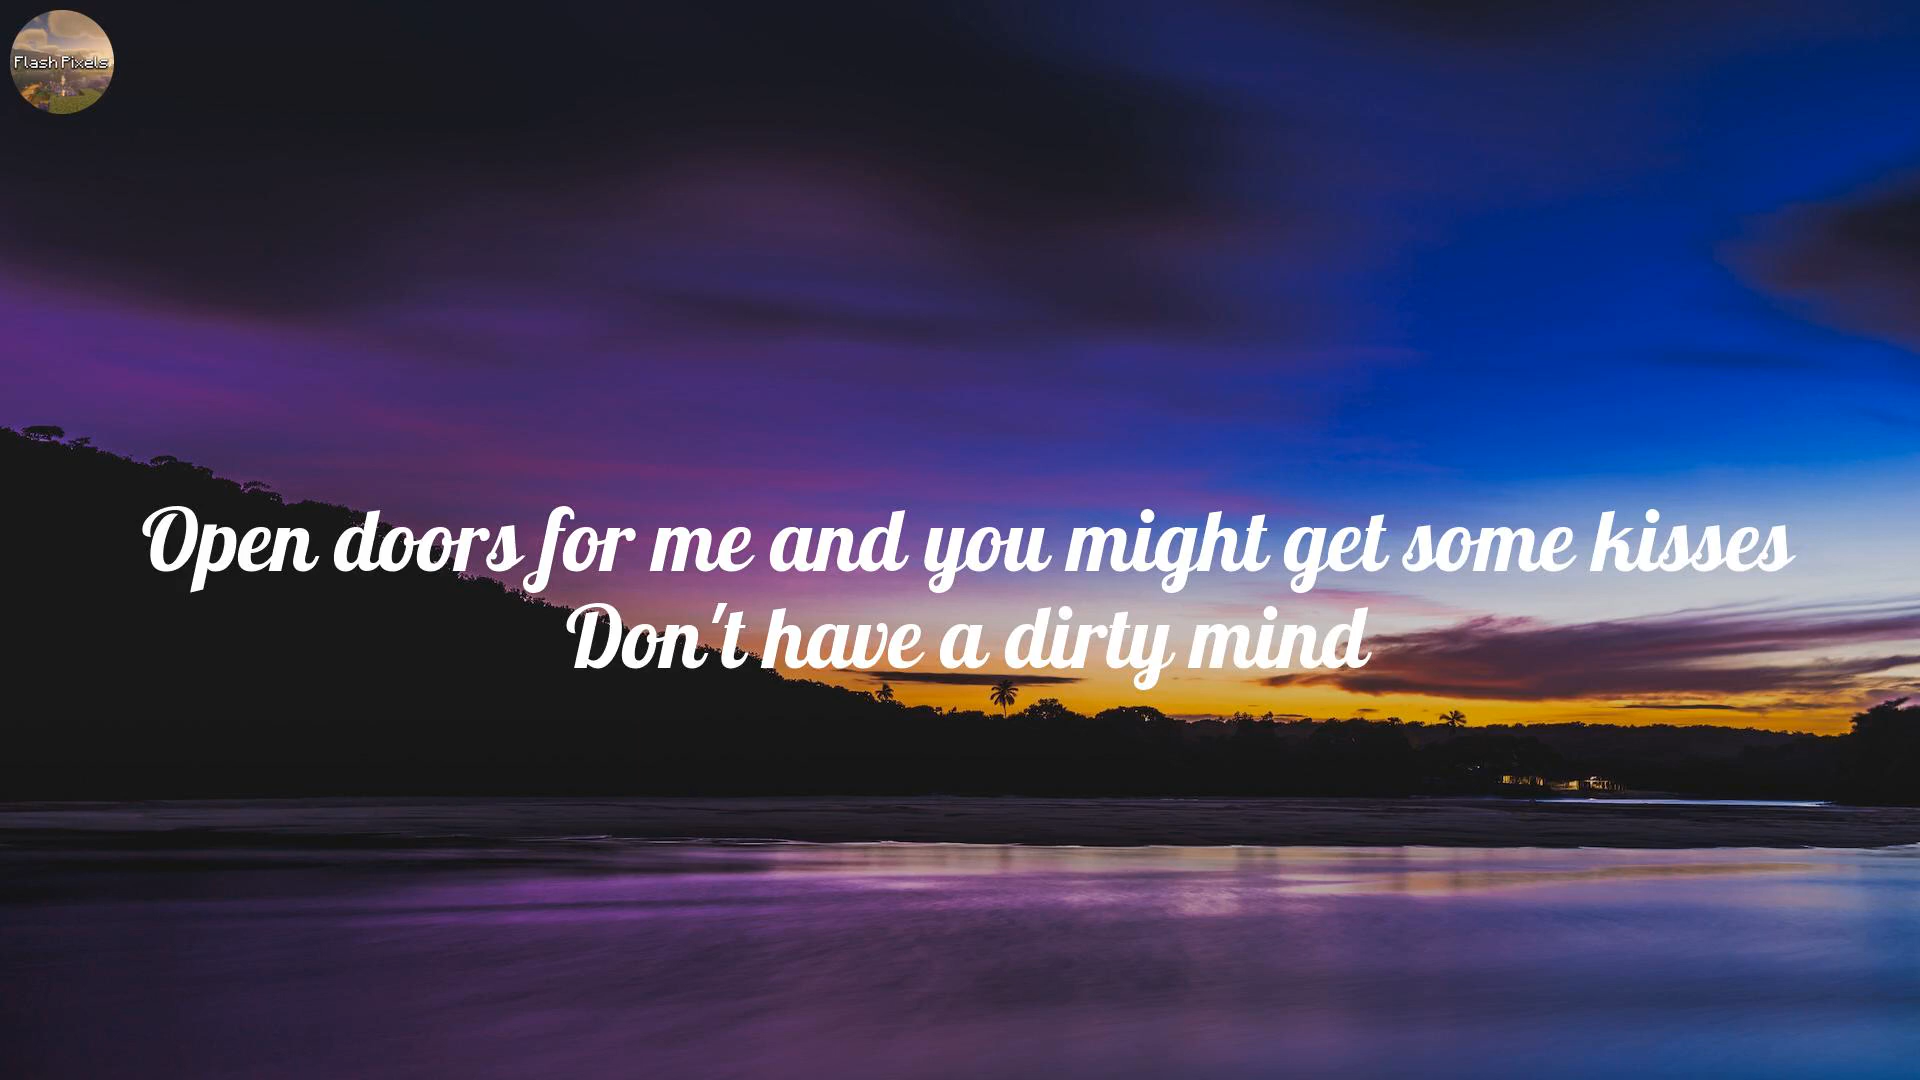 Flash Pixels
Open doors for me and you might get some kisses
Don't have a dirty mind